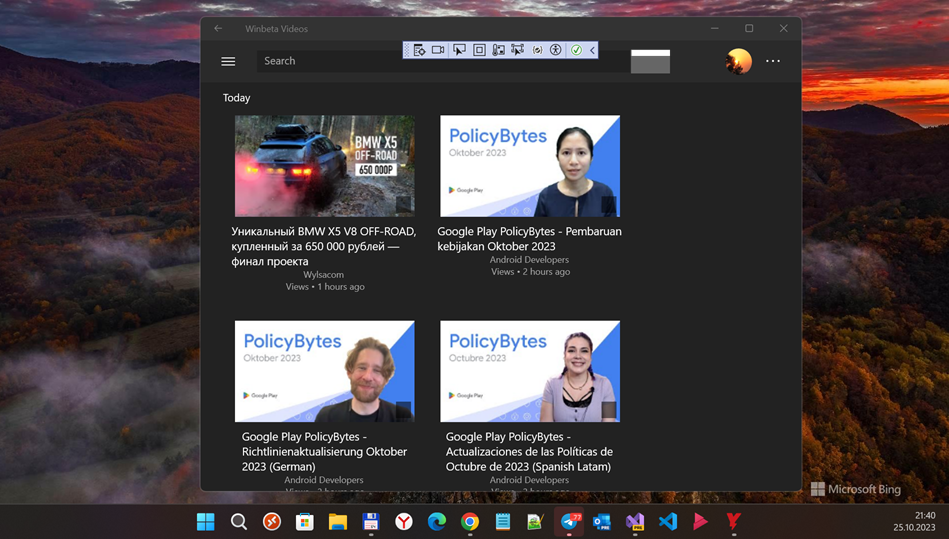 Winbeta Videos
Search
Today
BMW X5
OFF-ROAD
650 000Р
PolicyBytes
Oktober 2023
Google Play
Уникальный BMW X5 V8 OFF-ROAD,
купленный за 650 000 рублей —
финал проекта
Wylsacom
Views • 1 hours ago
Google Play PolicyBytes - Pembaruan
kebijakan Oktober 2023
Android Developers
Views • 2 hours ago
PolicyBytes
Oktober 2023
Google Play
PolicyBytes
Octubre 2023
Google Play
Google Play PolicyBytes -
Richtlinienaktualisierung Oktober
2023 (German)
Android Developers
Google Play PolicyBytes -
Actualizaciones de las Políticas de
Octubre de 2023 (Spanish Latam)
Android Developers
Microsoft Bing
77
PRE
PRE
21:40
25.10.2023